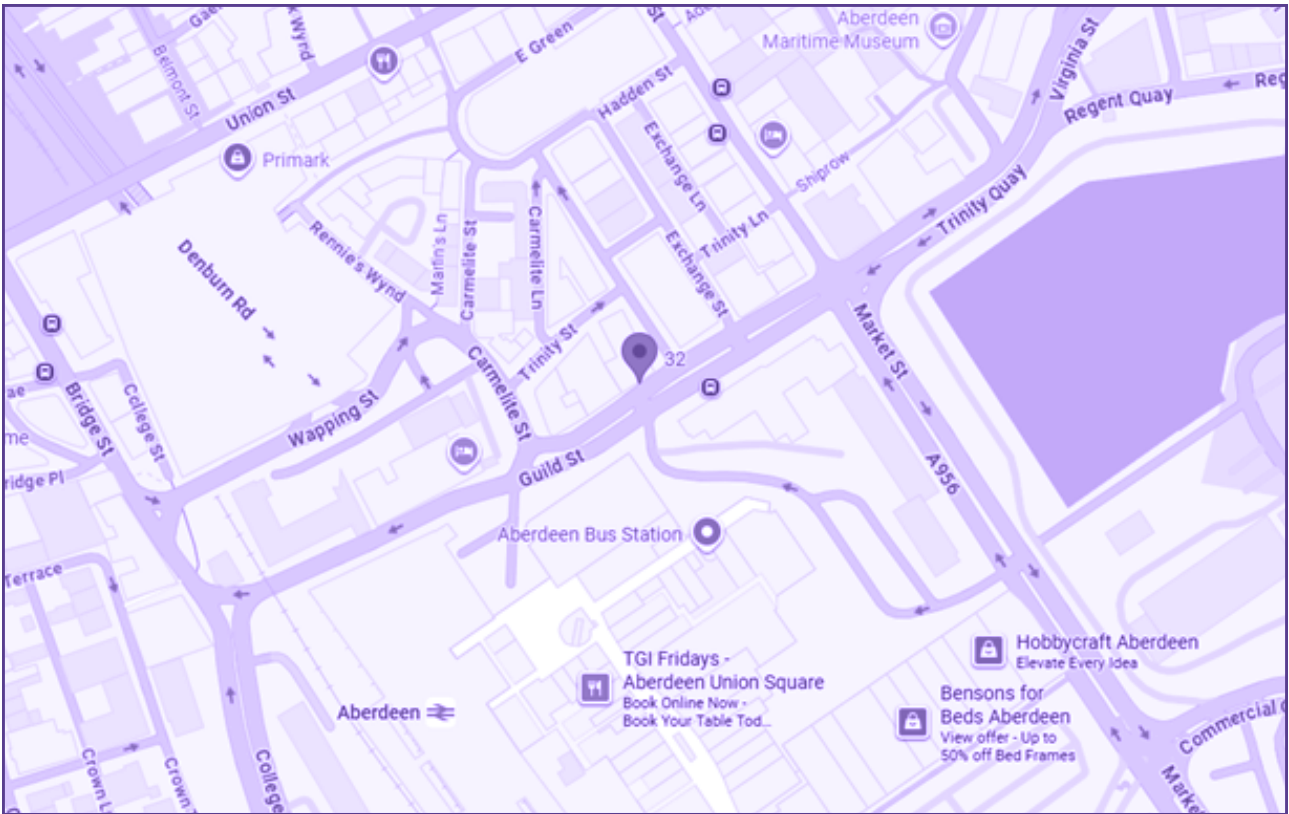 Aberdeen
Maritime Museum
E Green
Virginia St
Belmont St
Union St
Hadden St
Regent Quay
Primark
Exchange Ln
Shiprow
Trinity Quay
Rennie's Wynd
Martin's Ln
Carmelite St
Carmelite Ln
Trinity Ln
Exchange St
Denburn Rd
Trinity St
32
Market St
Carmelite St
Bridge St
College St
Wapping St
Guild St
A956
Aberdeen Bus Station
Terrace
Hobbycraft Aberdeen
Elevate Every Idea
TGI Fridays -
Aberdeen Union Square
Book Online Now -
Book Your Table Tod...
Bensons for
Beds Aberdeen
View offer - Up to
50% off Bed Frames
Aberdeen
Commercial
College
Crown
Crown